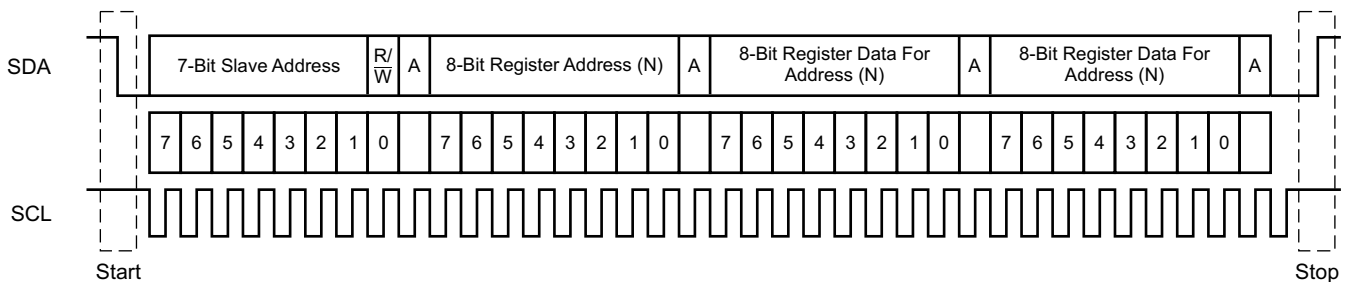 SDA
7-Bit Slave Address
R/
W
A
8-Bit Register Address (N)
A
8-Bit Register Data For
Address (N)
A
8-Bit Register Data For
Address (N)
A
7 6 5 4 3 2 1 0 7 6 5 4 3 2 1 0 7 6 5 4 3 2 1 0 7 6 5 4 3 2 1 0
SCL
Start
Stop